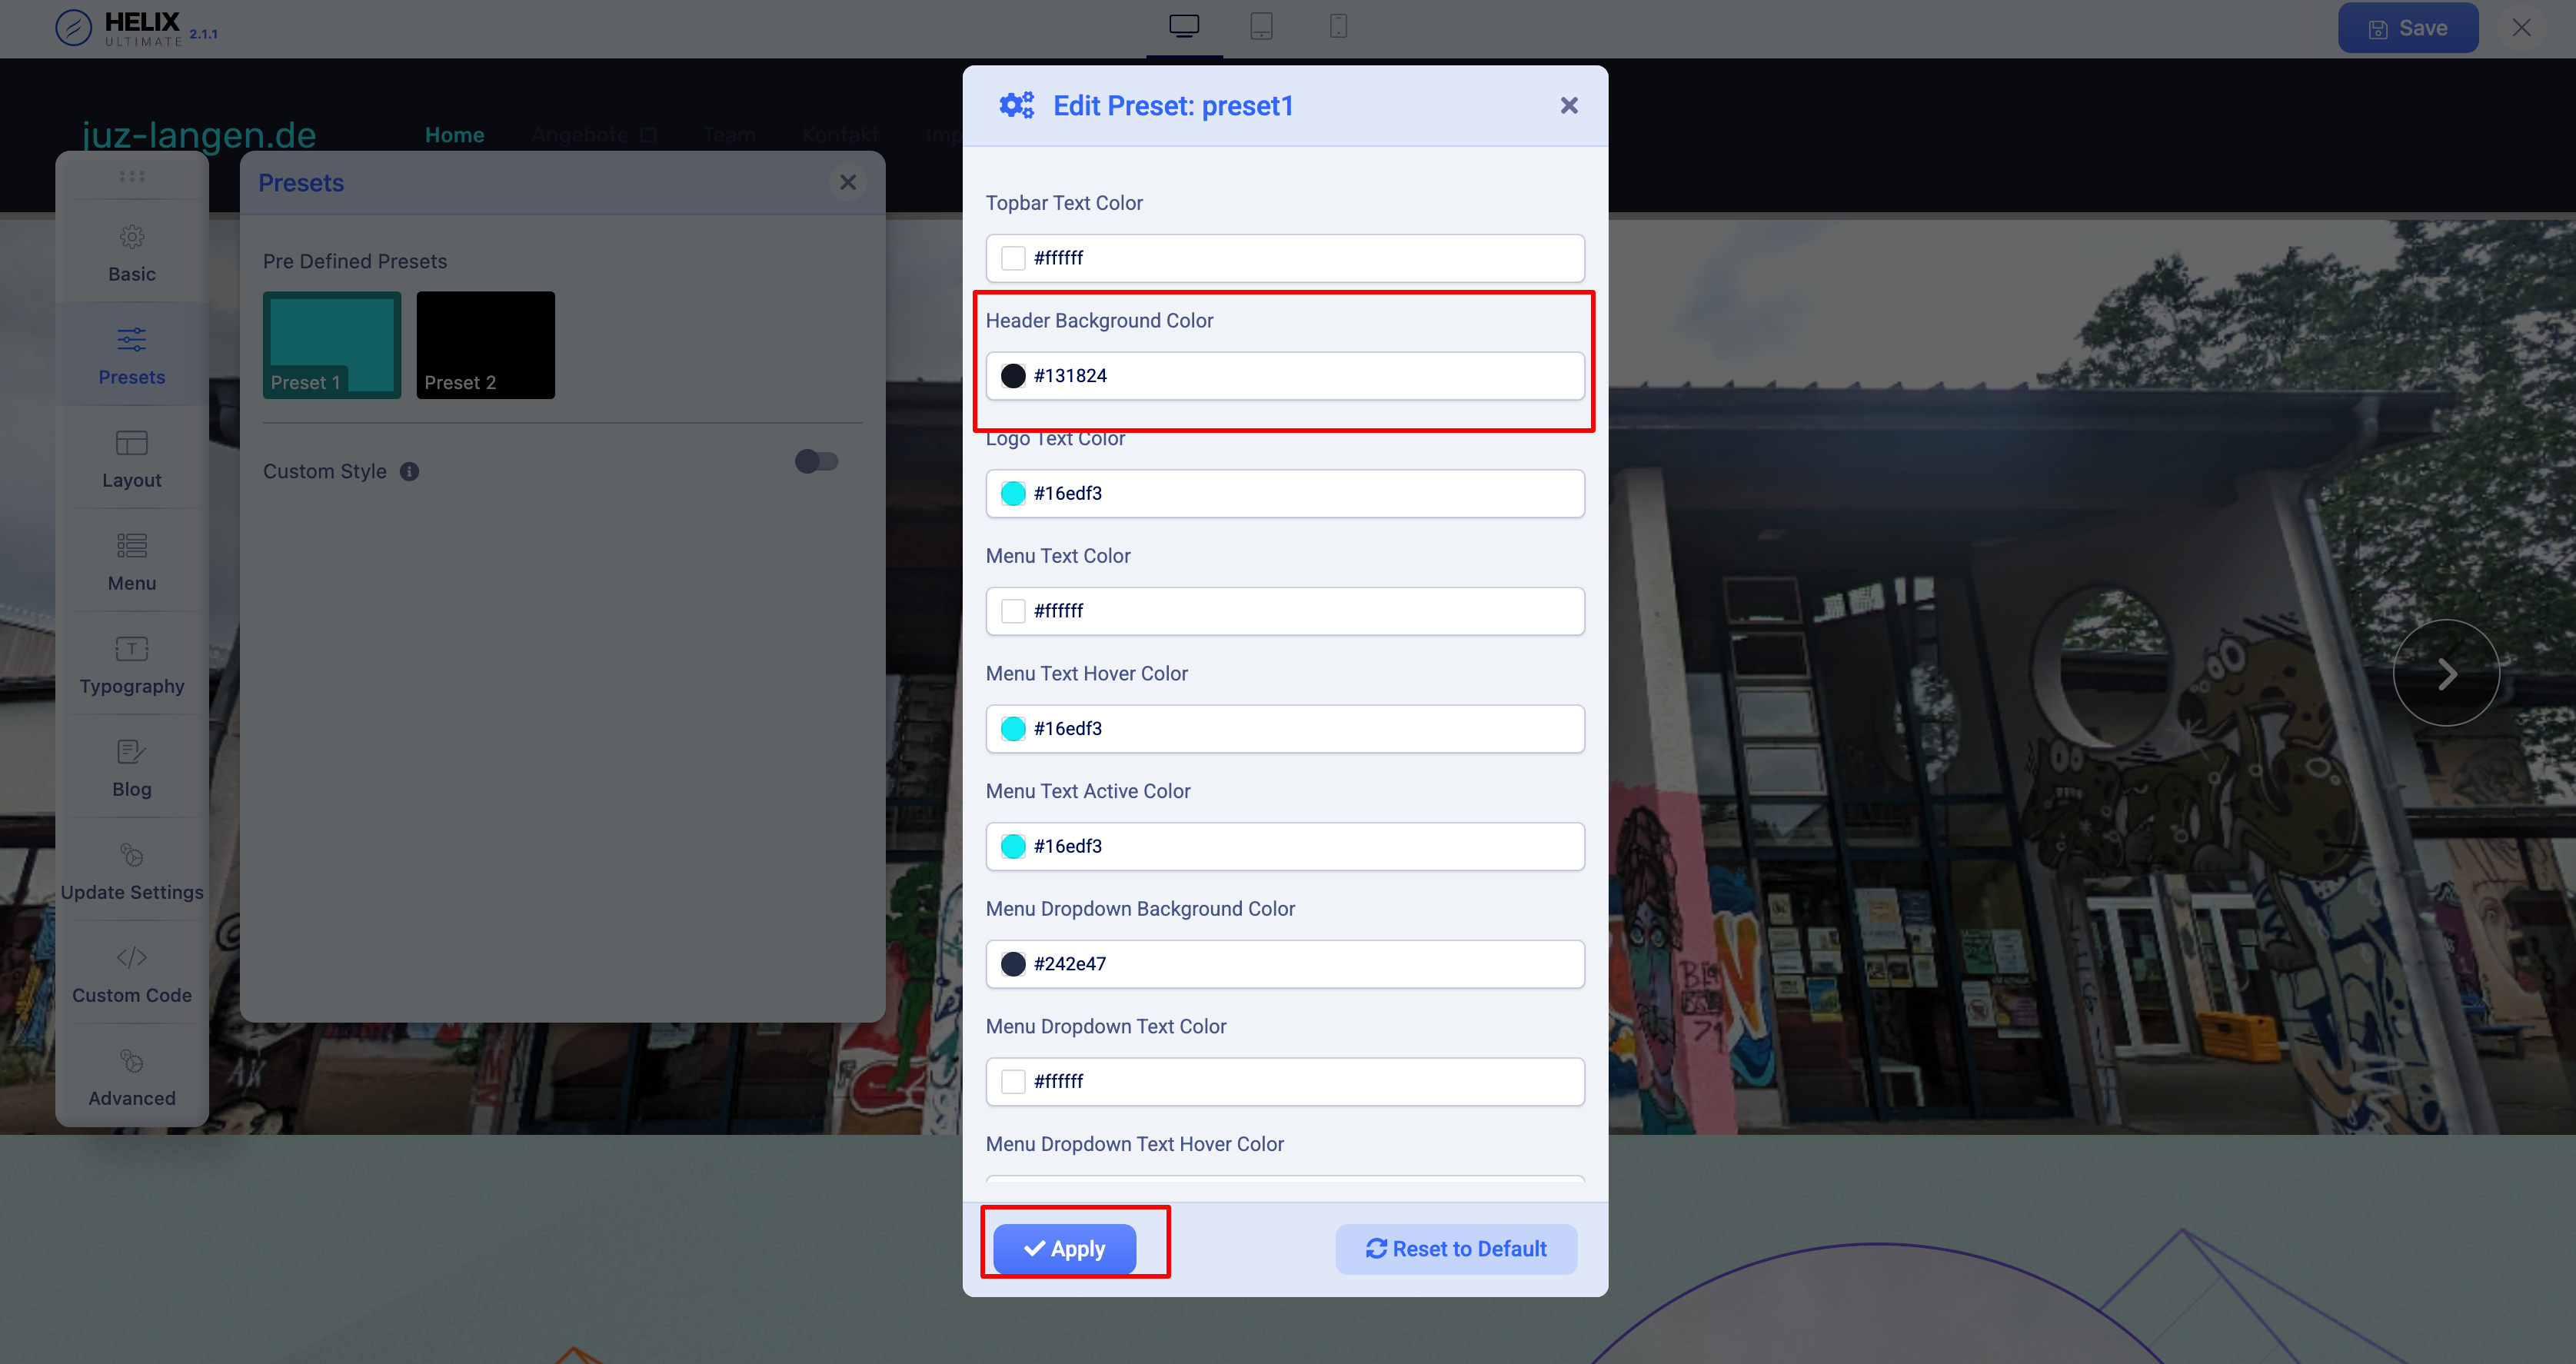 HELIX
ULTIMATE 2.1.1
Save
juz-langen.de
Home Angebote Team Kontakt Imp
Presets
Basic
Presets
Layout
Menu
Typography
Blog
Update Settings
Custom Code
Advanced
Pre Defined Presets
Preset 1
Preset 2
Custom Style
Edit Preset: preset1
Topbar Text Color
#ffffff
Header Background Color
#131824
Logo Text Color
#16edf3
Menu Text Color
#ffffff
Menu Text Hover Color
#16edf3
Menu Text Active Color
#16edf3
Menu Dropdown Background Color
#242e47
Menu Dropdown Text Color
#ffffff
Menu Dropdown Text Hover Color
Apply
Reset to Default